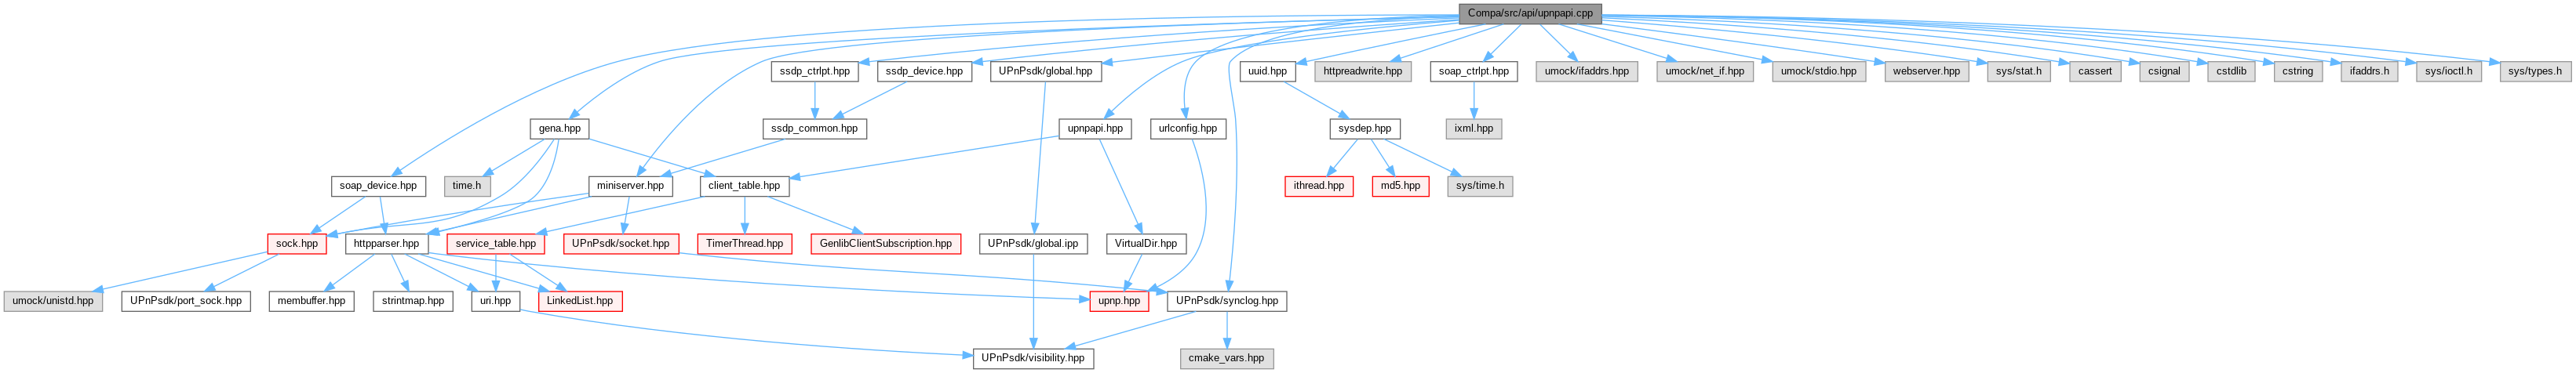 Compa/src/api/upnpapi.cpp
ssdp_ctrlpt.hpp
ssdp_device.hpp
UPnPsdk/global.hpp
uuid.hpp
httpreadwrite.hpp
soap_ctrlpt.hpp
umock/ifaddrs.hpp
umock/net_if.hpp
umock/stdio.hpp
webserver.hpp
sys/stat.h
cassert
csignal
cstdlib
cstring
ifaddrs.h
sys/ioctl.h
sys/types.h
gena.hpp
ssdp_common.hpp
upnpapi.hpp
urlconfig.hpp
sysdep.hpp
ixml.hpp
soap_device.hpp
time.h
miniserver.hpp
client_table.hpp
ithread.hpp
md5.hpp
sys/time.h
sock.hpp
httpparser.hpp
service_table.hpp
UPnPsdk/socket.hpp
TimerThread.hpp
GenlibClientSubscription.hpp
UPnPsdk/global.ipp
VirtualDir.hpp
umock/unistd.hpp
UPnPsdk/port_sock.hpp
membuffer.hpp
strintmap.hpp
uri.hpp
LinkedList.hpp
upnp.hpp
UPnPsdk/synclog.hpp
UPnPsdk/visibility.hpp
cmake_vars.hpp